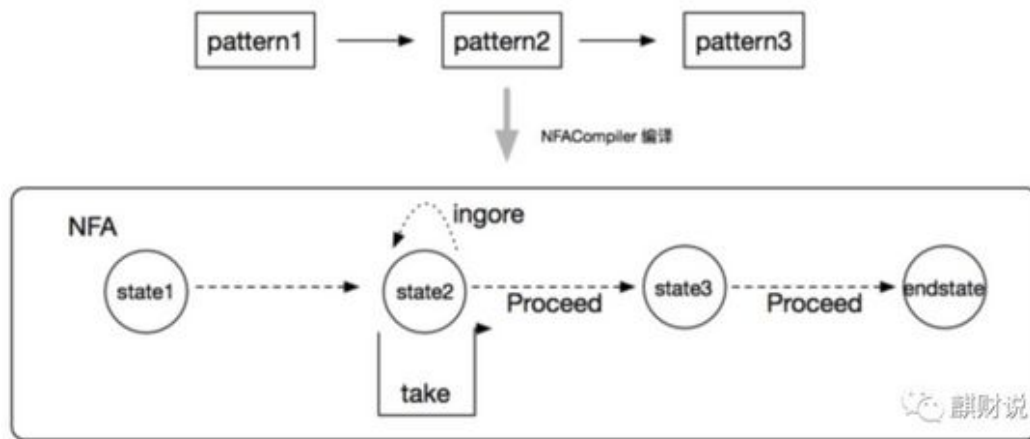 pattern1
pattern2
pattern3
NFACompiler 编译
NFA
ingore
state1
state2
state3
endstate
Proceed
Proceed
take
麒财说